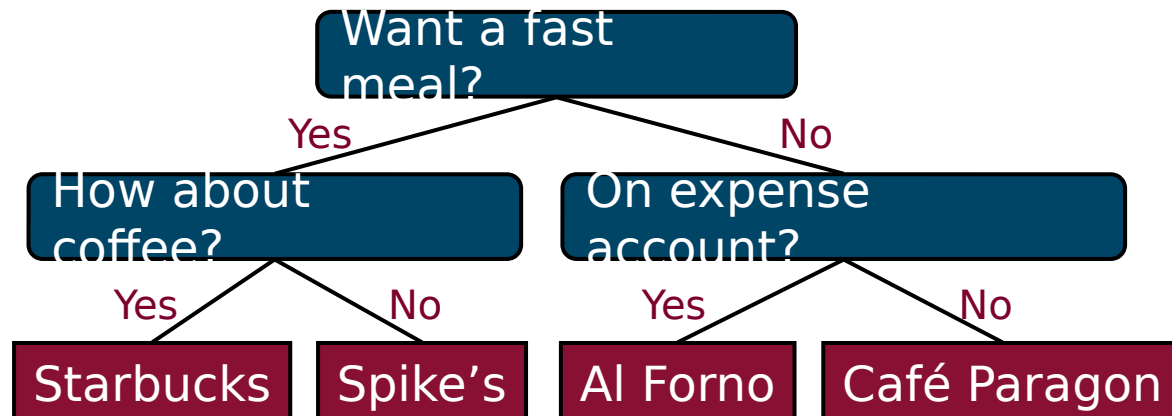 Want a fast
meal?
Yes
No
How about
coffee?
On expense
account?
Yes
No
Yes
No
Starbucks
Spike’s
Al Forno
Café Paragon